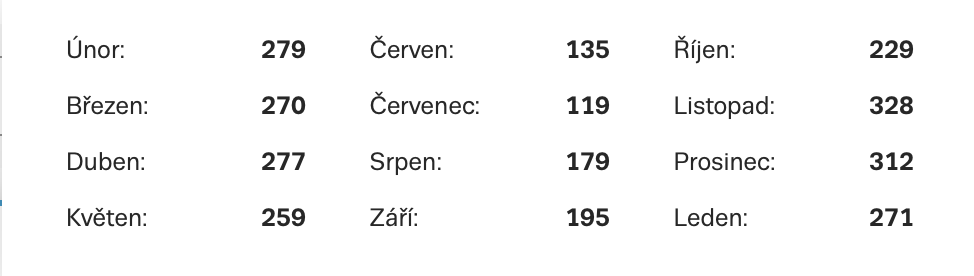 Únor: 279 Červen: 135 Říjen: 229
Březen: 270 Červenec: 119 Listopad: 328
Duben: 277 Srpen: 179 Prosinec: 312
Květen: 259 Září: 195 Leden: 271